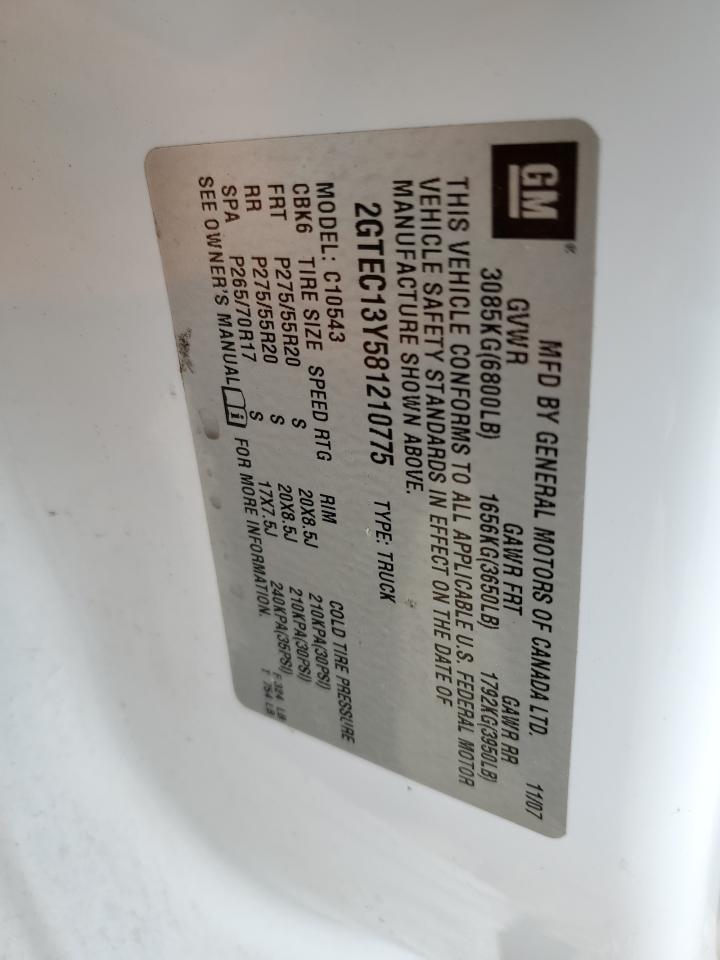 GM®
MFD BY GENERAL MOTORS OF CANADA LTD. 11/07
GVWR GAWR FRT GAWR RR
3085KG(6800LB) 1656KG(3650LB) 1792KG(3950LB)
THIS VEHICLE CONFORMS TO ALL APPLICABLE U.S. FEDERAL MOTOR
VEHICLE SAFETY STANDARDS IN EFFECT ON THE DATE OF
MANUFACTURE SHOWN ABOVE.
2GTEC13Y581210775 TYPE: TRUCK
MODEL: C10543
CBK6 TIRE SIZE SPEED RTG RIM COLD TIRE PRESSURE
FRT P275/55R20 S 20X8.5J 210KPA(30PSI)
RR P275/55R20 S 20X8.5J 210KPA(30PSI)
SPA P265/70R17 S 17X7.5J 240KPA(35PSI)
SEE OWNER'S MANUAL i FOR MORE INFORMATION.
F 324 LB
T 754 LB